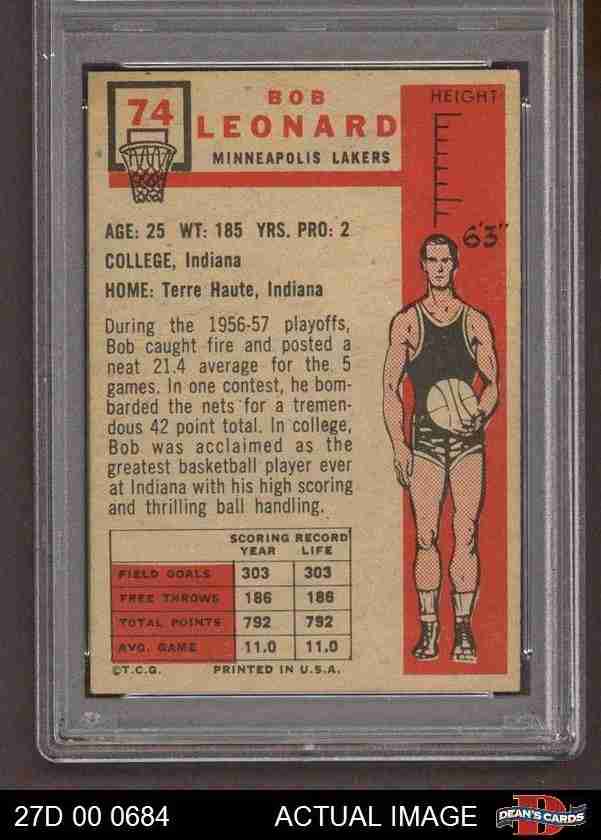 74
BOB
LEONARD
MINNEAPOLIS LAKERS
HEIGHT
6'3"
AGE: 25 WT: 185 YRS. PRO: 2
COLLEGE, Indiana
HOME: Terre Haute, Indiana
During the 1956-57 playoffs,
Bob caught fire and posted a
neat 21.4 average for the 5
games. In one contest, he bom-
barded the nets for a tremen-
dous 42 point total. In college,
Bob was acclaimed as the
greatest basketball player ever
at Indiana with his high scoring
and thrilling ball handling.
SCORING RECORD
YEAR LIFE
FIELD GOALS 303 303
FREE THROWS 186 186
TOTAL POINTS 792 792
AVG. GAME 11.0 11.0
©T.C.G. PRINTED IN U.S.A.
27D 00 0684 ACTUAL IMAGE DEAN'S CARDS